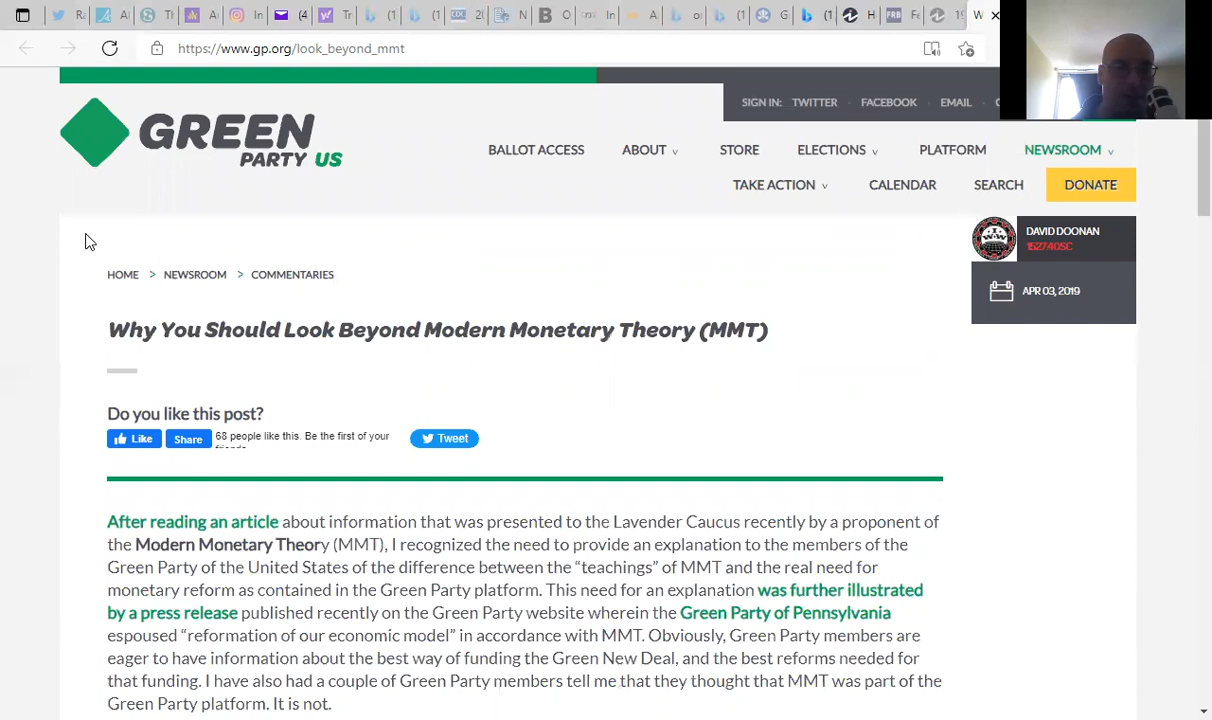 https://www.gp.org/look_beyond_mmt
GREEN
PARTY US
SIGN IN: TWITTER FACEBOOK EMAIL
BALLOT ACCESS ABOUT STORE ELECTIONS PLATFORM NEWSROOM
TAKE ACTION CALENDAR SEARCH DONATE
DAVID DOONAN
1527.40SC
APR 03, 2019
HOME > NEWSROOM > COMMENTARIES
Why You Should Look Beyond Modern Monetary Theory (MMT)
Do you like this post?
Like Share 68 people like this. Be the first of your Tweet
After reading an article about information that was presented to the Lavender Caucus recently by a proponent of
the Modern Monetary Theory (MMT), I recognized the need to provide an explanation to the members of the
Green Party of the United States of the difference between the “teachings” of MMT and the real need for
monetary reform as contained in the Green Party platform. This need for an explanation was further illustrated
by a press release published recently on the Green Party website wherein the Green Party of Pennsylvania
espoused “reformation of our economic model” in accordance with MMT. Obviously, Green Party members are
eager to have information about the best way of funding the Green New Deal, and the best reforms needed for
that funding. I have also had a couple of Green Party members tell me that they thought that MMT was part of the
Green Party platform. It is not.